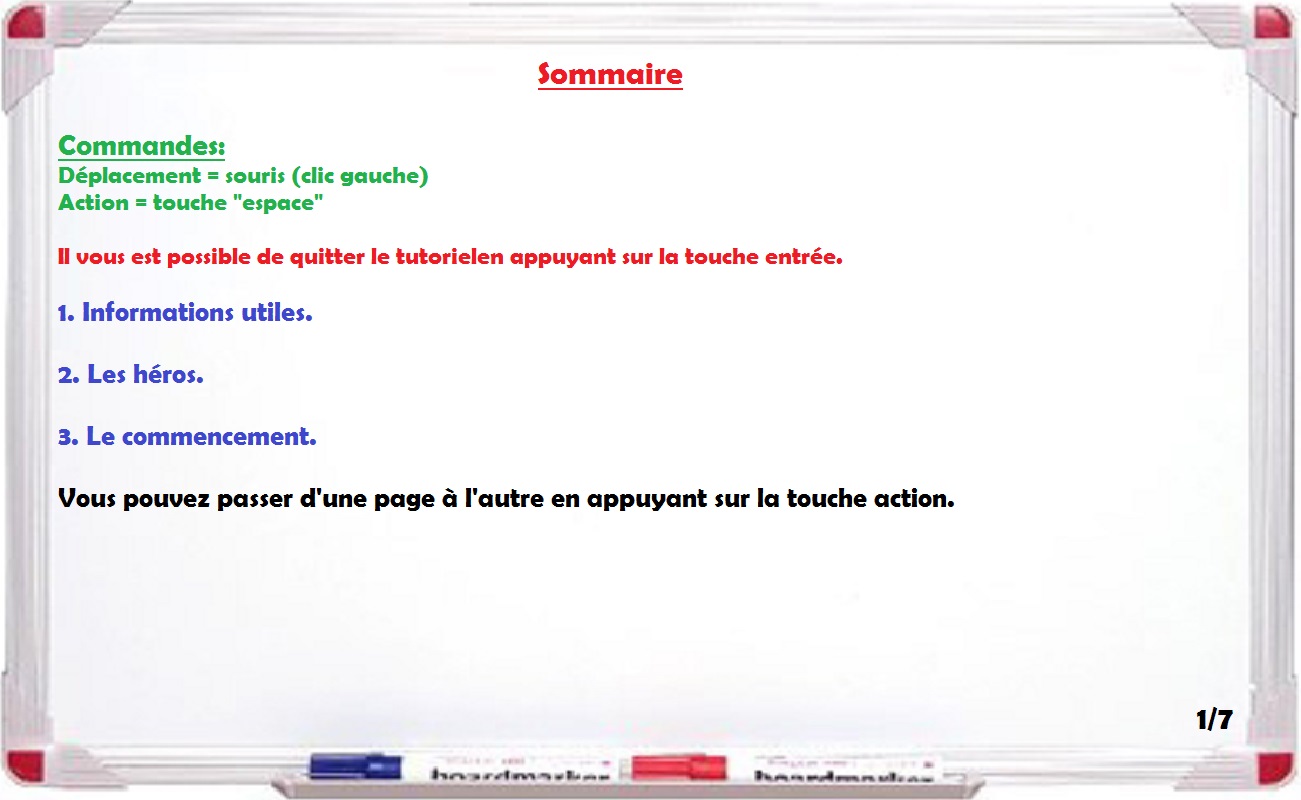 Sommaire
Commandes:
Déplacement = souris (clic gauche)
Action = touche "espace"
Il vous est possible de quitter le tutorielen appuyant sur la touche entrée.
1. Informations utiles.
2. Les héros.
3. Le commencement.
Vous pouvez passer d'une page à l'autre en appuyant sur la touche action.
1/7
boardmarker boardmarker